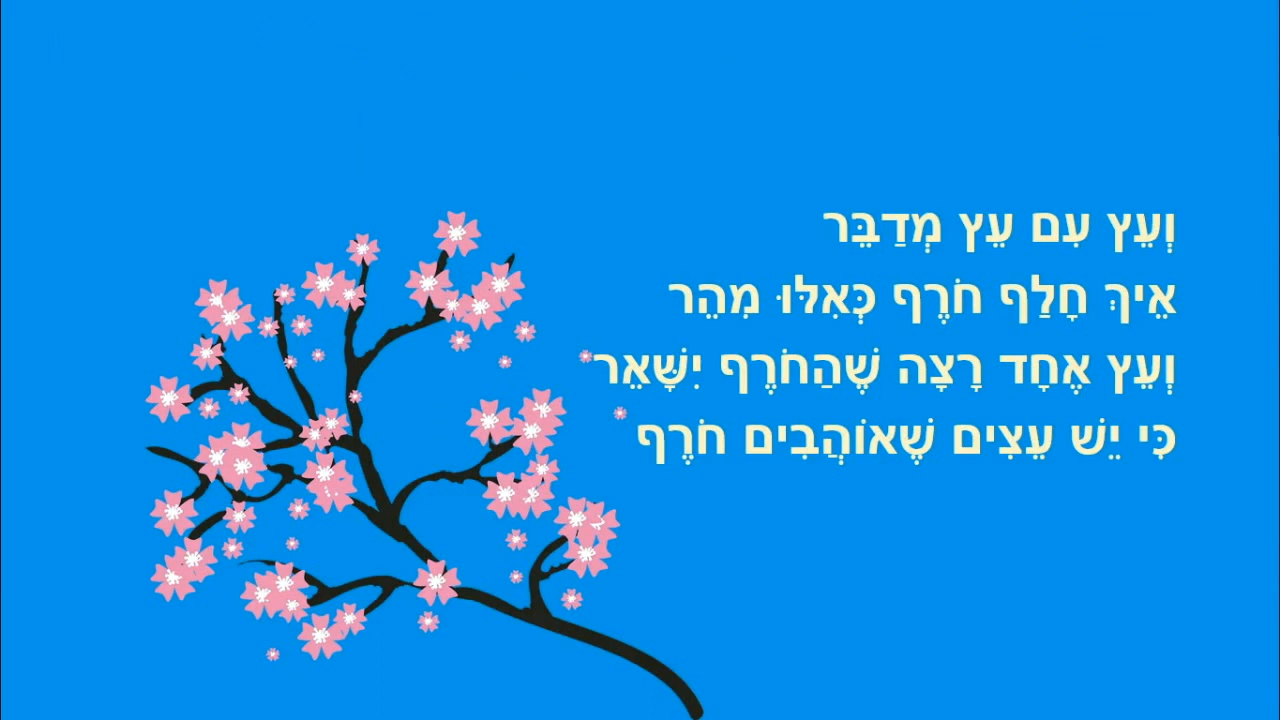 וְעֵץ עִם עֵץ מְדַבֵּר
אֵיךְ חָלַף חֹרֶף כְּאִלּוּ מִהֵר
וְעֵץ אֶחָד רָצָה שֶׁהַחֹרֶף יִשָּׁאֵר
כִּי יֵשׁ עֵצִים שֶׁאוֹהֲבִים חֹרֶף